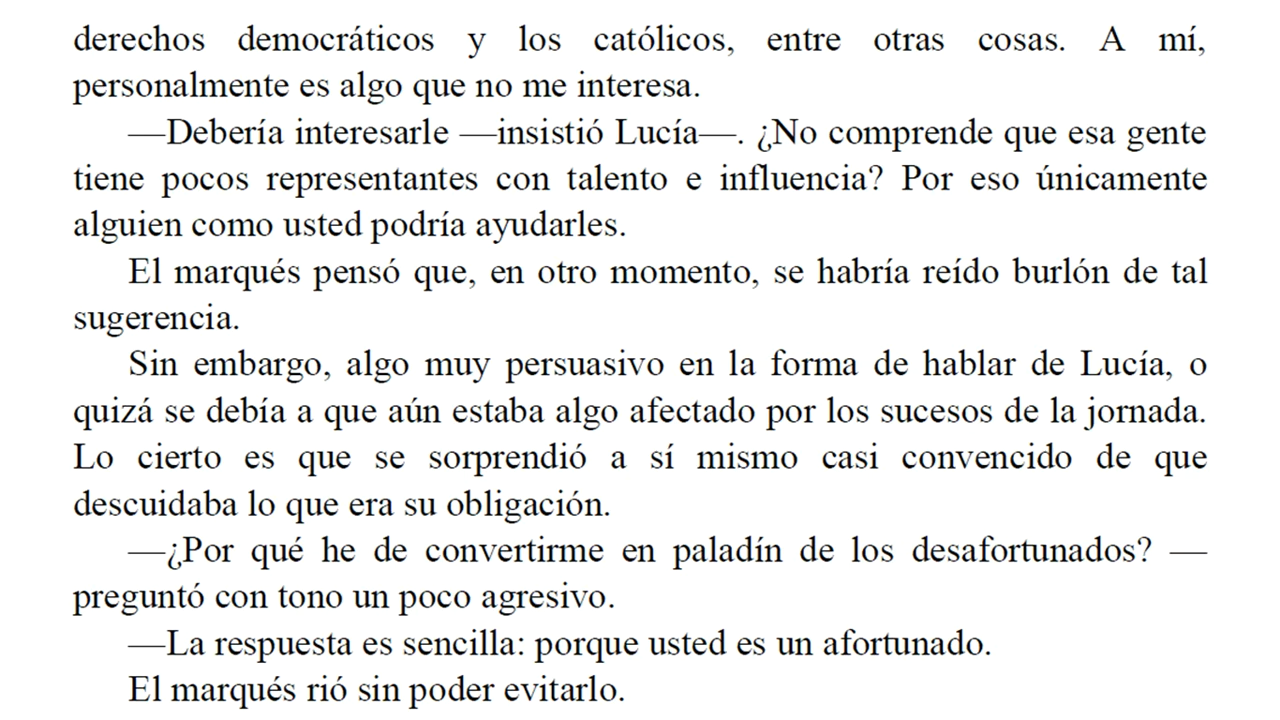 derechos democráticos y los católicos, entre otras cosas. A mí,
personalmente es algo que no me interesa.
—Debería interesarle —insistió Lucía—. ¿No comprende que esa gente
tiene pocos representantes con talento e influencia? Por eso únicamente
alguien como usted podría ayudarles.
El marqués pensó que, en otro momento, se habría reído burlón de tal
sugerencia.
Sin embargo, algo muy persuasivo en la forma de hablar de Lucía, o
quizá se debía a que aún estaba algo afectado por los sucesos de la jornada.
Lo cierto es que se sorprendió a sí mismo casi convencido de que
descuidaba lo que era su obligación.
—¿Por qué he de convertirme en paladín de los desafortunados? —
preguntó con tono un poco agresivo.
—La respuesta es sencilla: porque usted es un afortunado.
El marqués rió sin poder evitarlo.